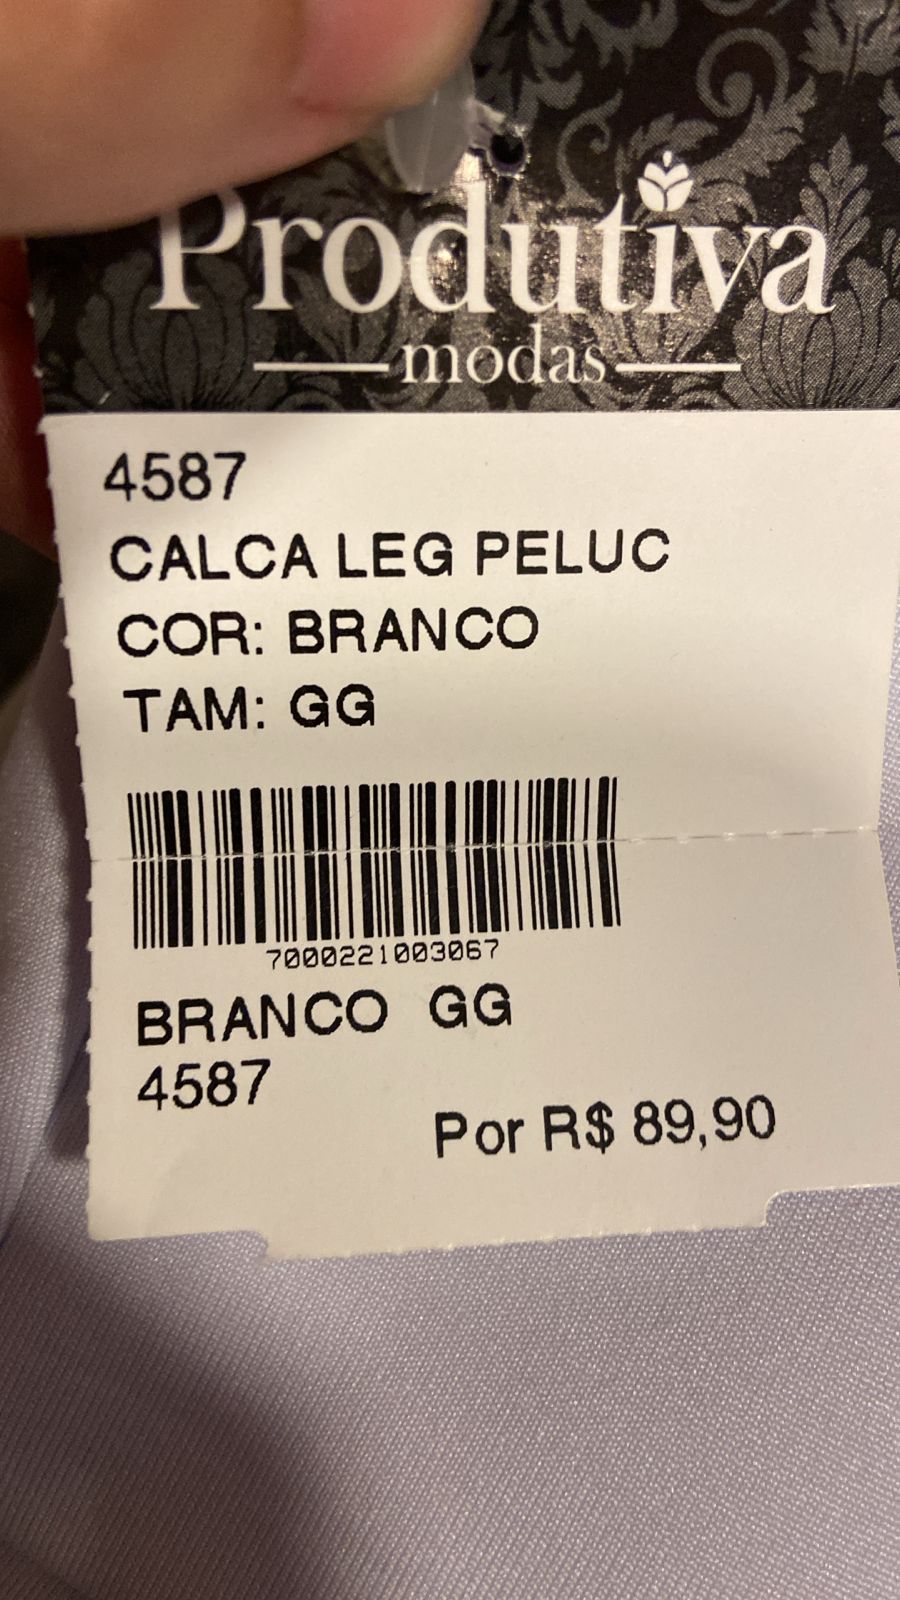 Produtiva
modas
4587
CALCA LEG PELUC
COR: BRANCO
TAM: GG
7000221003067
BRANCO GG
4587
Por R$ 89,90